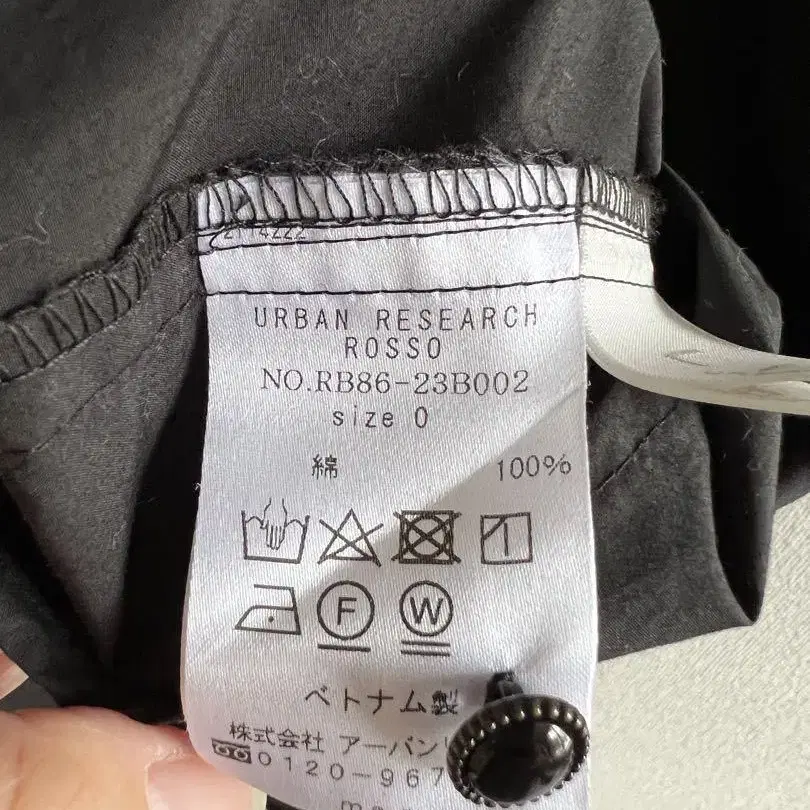 URBAN RESEARCH
ROSSO
NO.RB86-23B002
size 0
綿 100%
F W
ベトナム製
株式会社 アーバン
0120-967